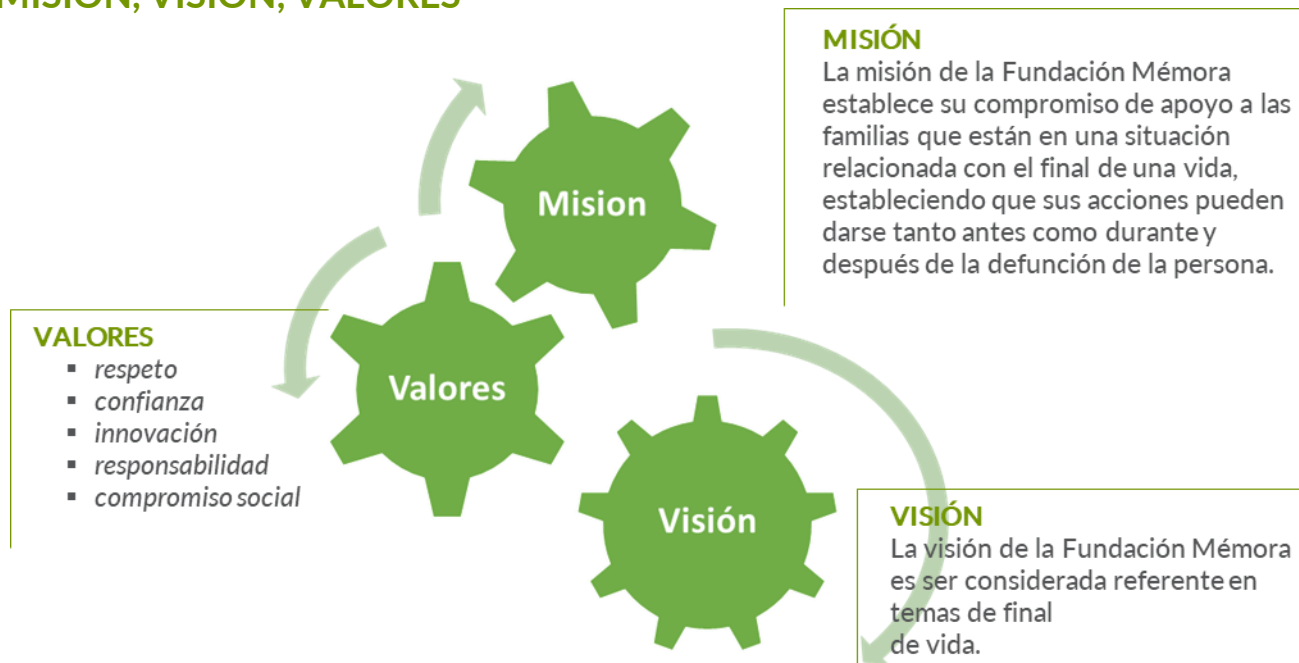 MISIÓN, VISIÓN, VALORES
MISIÓN
La misión de la Fundación Mémora
establece su compromiso de apoyo a las
familias que están en una situación
relacionada con el final de una vida,
estableciendo que sus acciones pueden
darse tanto antes como durante y
después de la defunción de la persona.
Mision
VALORES
▪ respeto
▪ confianza
▪ innovación
▪ responsabilidad
▪ compromiso social
Valores
Visión
VISIÓN
La visión de la Fundación Mémora
es ser considerada referente en
temas de final
de vida.